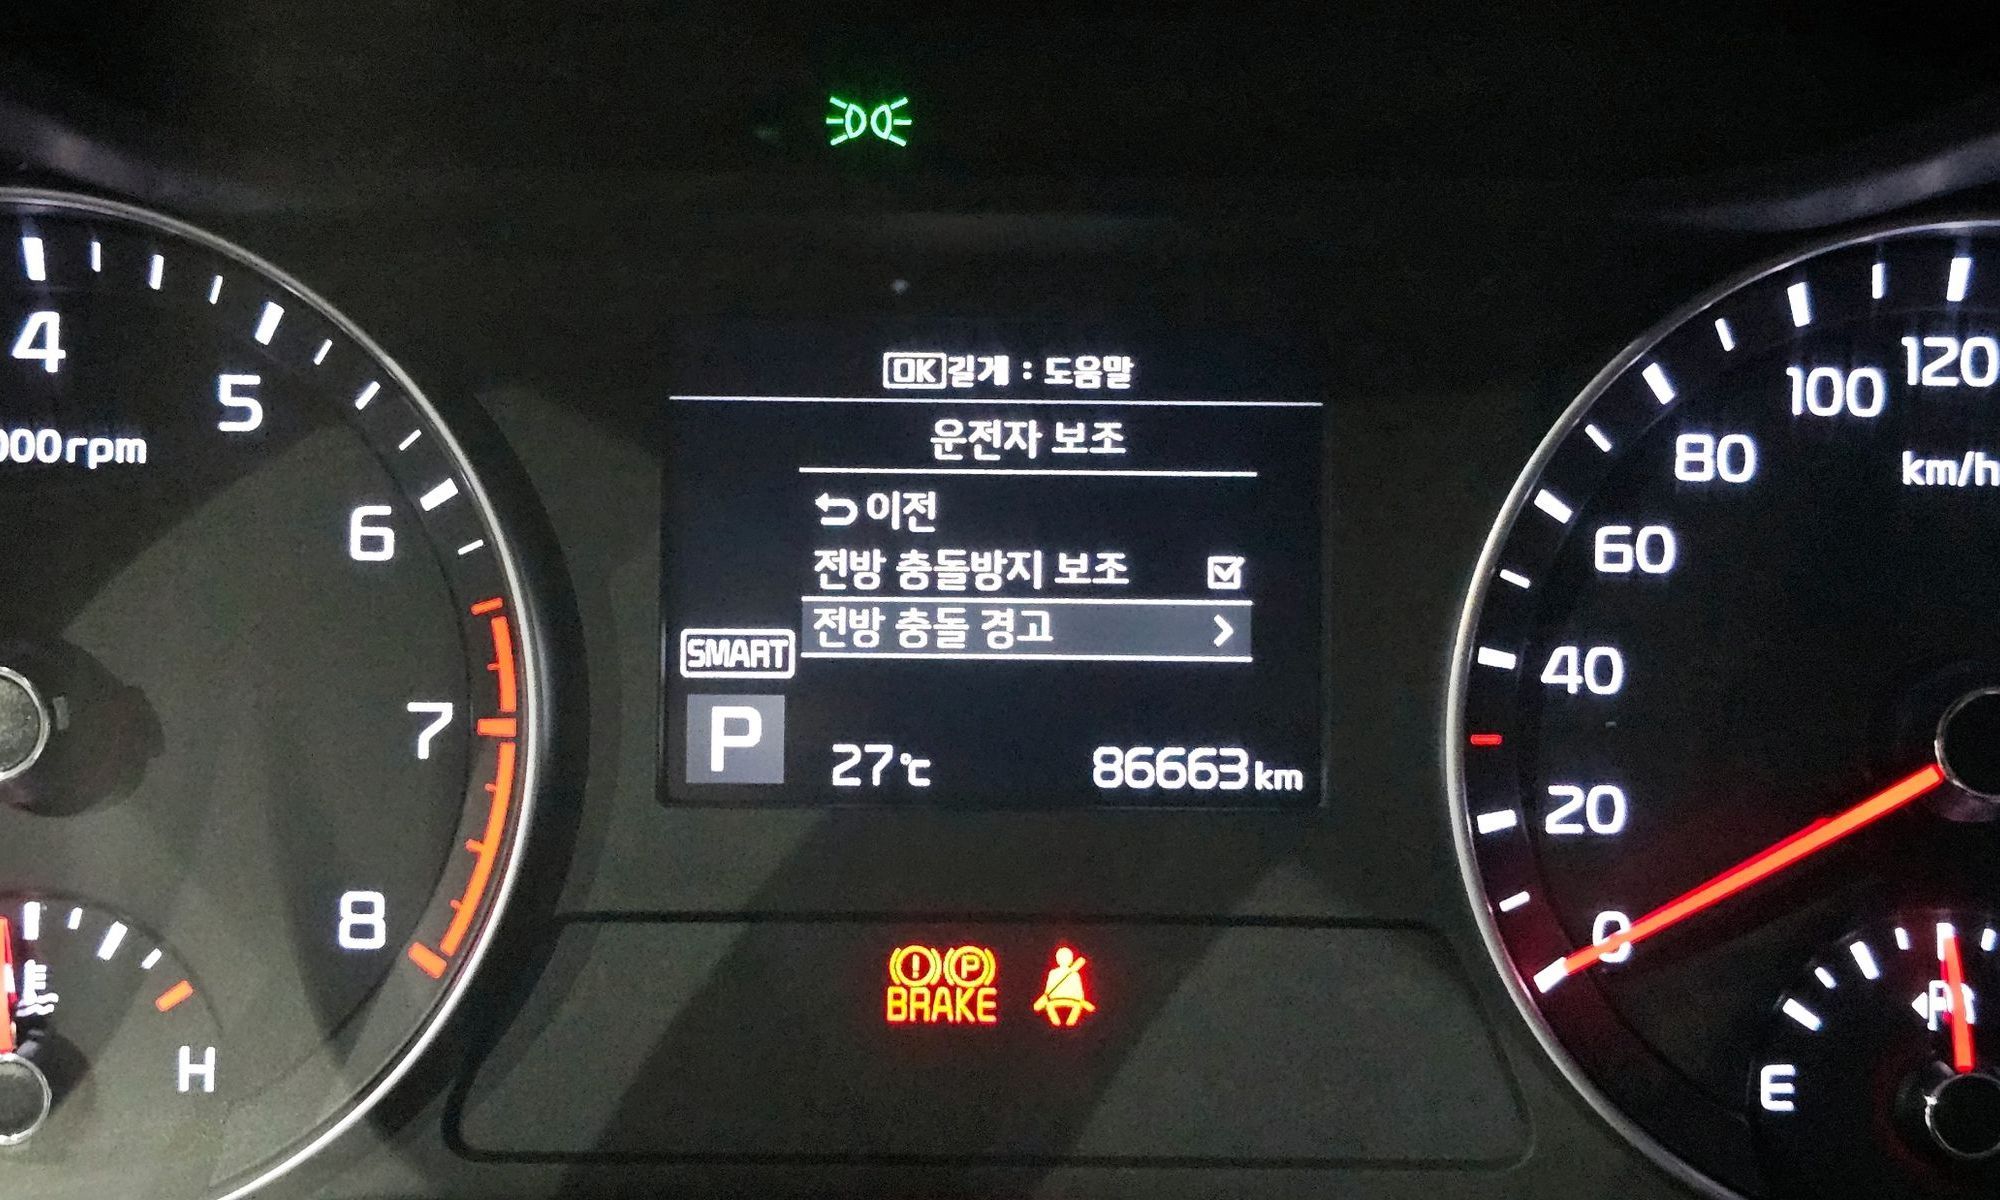 OK길게 : 도움말
운전자 보조
이전
전방 충돌방지 보조
전방 충돌 경고
SMART
P
27℃ 86663km
4
5
6
7
8
000rpm
H
120
100
80
60
40
20
0
km/h
E
BRAKE
P